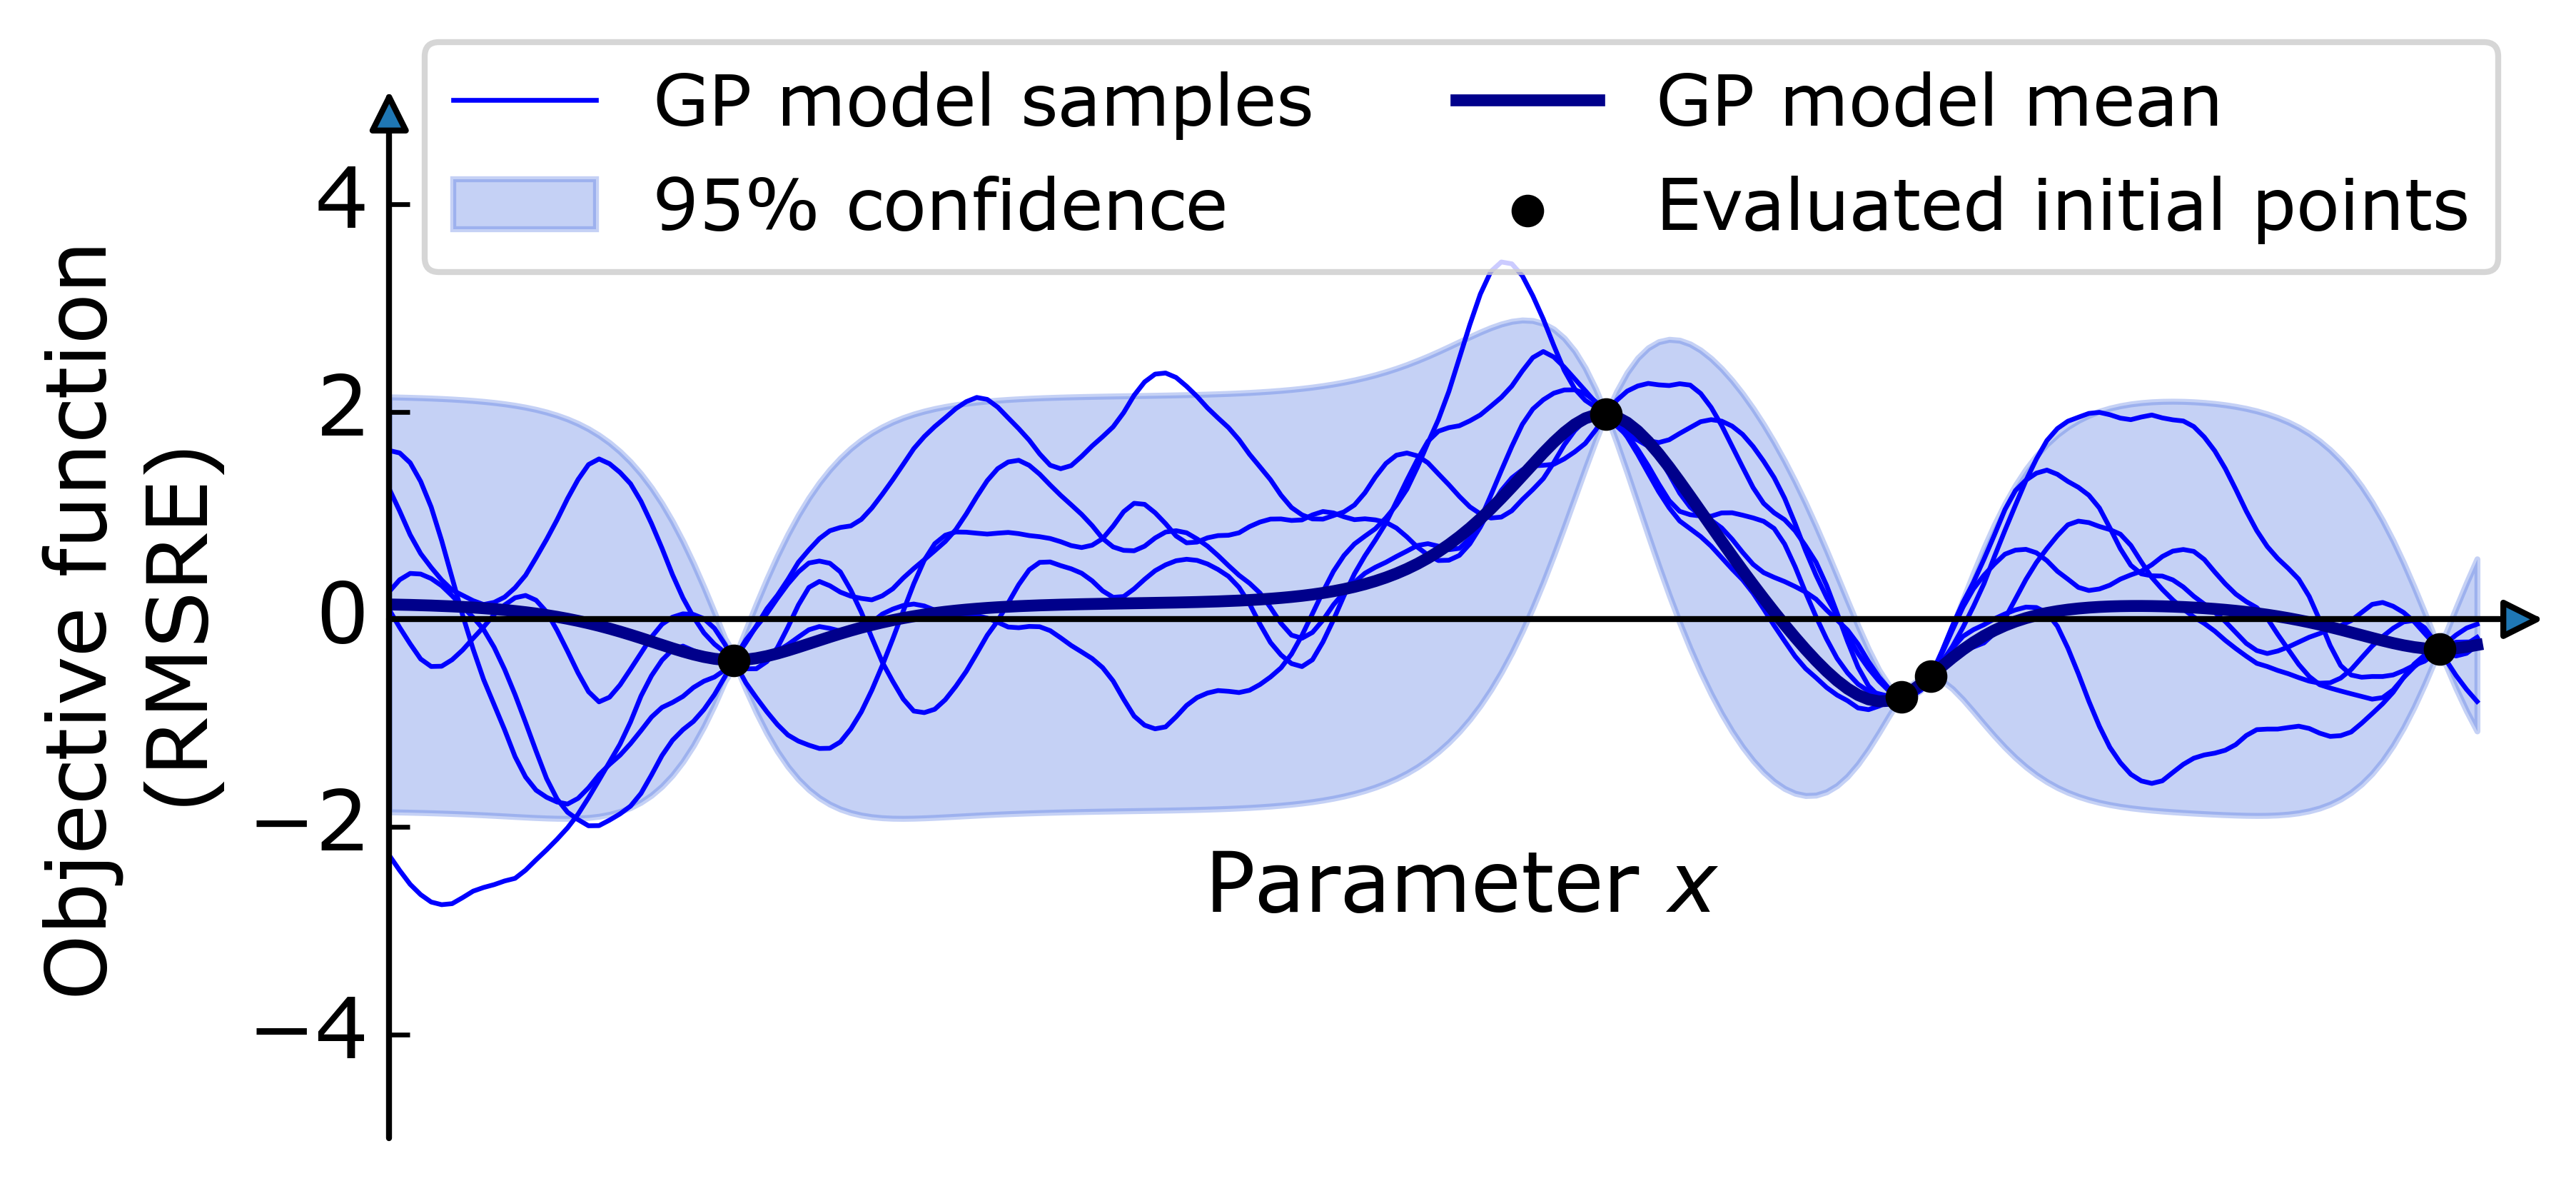 GP model samples
GP model mean
95% confidence
Evaluated initial points
Objective function
(RMSRE)
4
2
0
−2
−4
Parameter x